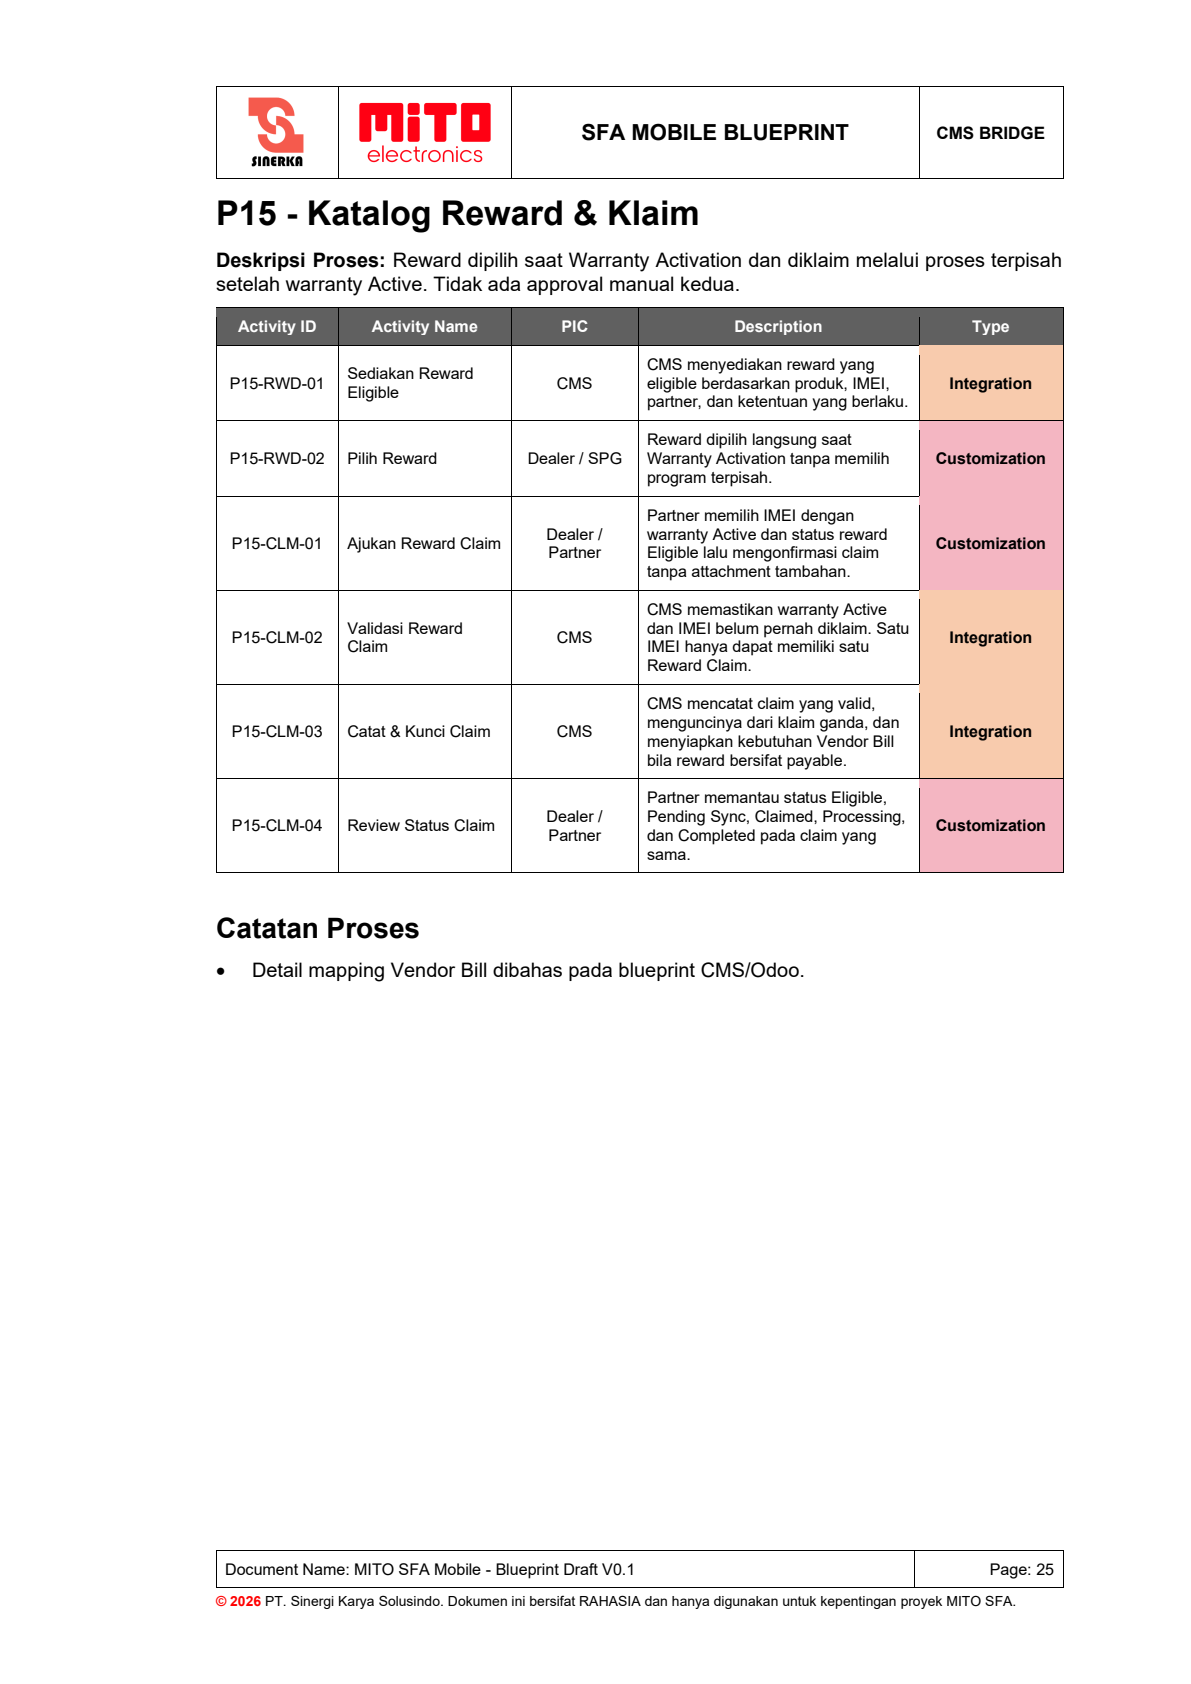 SINERKA
MiTO
electronics
SFA MOBILE BLUEPRINT
CMS BRIDGE
P15 - Katalog Reward & Klaim
Deskripsi Proses: Reward dipilih saat Warranty Activation dan diklaim melalui proses terpisah
setelah warranty Active. Tidak ada approval manual kedua.
Activity ID Activity Name PIC Description Type
P15-RWD-01
Sediakan Reward
Eligible
CMS
CMS menyediakan reward yang
eligible berdasarkan produk, IMEI,
partner, dan ketentuan yang berlaku.
Integration
P15-RWD-02
Pilih Reward
Dealer / SPG
Reward dipilih langsung saat
Warranty Activation tanpa memilih
program terpisah.
Customization
P15-CLM-01
Ajukan Reward Claim
Dealer /
Partner
Partner memilih IMEI dengan
warranty Active dan status reward
Eligible lalu mengonfirmasi claim
tanpa attachment tambahan.
Customization
P15-CLM-02
Validasi Reward
Claim
CMS
CMS memastikan warranty Active
dan IMEI belum pernah diklaim. Satu
IMEI hanya dapat memiliki satu
Reward Claim.
Integration
P15-CLM-03
Catat & Kunci Claim
CMS
CMS mencatat claim yang valid,
menguncinya dari klaim ganda, dan
menyiapkan kebutuhan Vendor Bill
bila reward bersifat payable.
Integration
P15-CLM-04
Review Status Claim
Dealer /
Partner
Partner memantau status Eligible,
Pending Sync, Claimed, Processing,
dan Completed pada claim yang
sama.
Customization
Catatan Proses
• Detail mapping Vendor Bill dibahas pada blueprint CMS/Odoo.
Document Name: MITO SFA Mobile - Blueprint Draft V0.1
Page: 25
© 2026 PT. Sinergi Karya Solusindo. Dokumen ini bersifat RAHASIA dan hanya digunakan untuk kepentingan proyek MITO SFA.